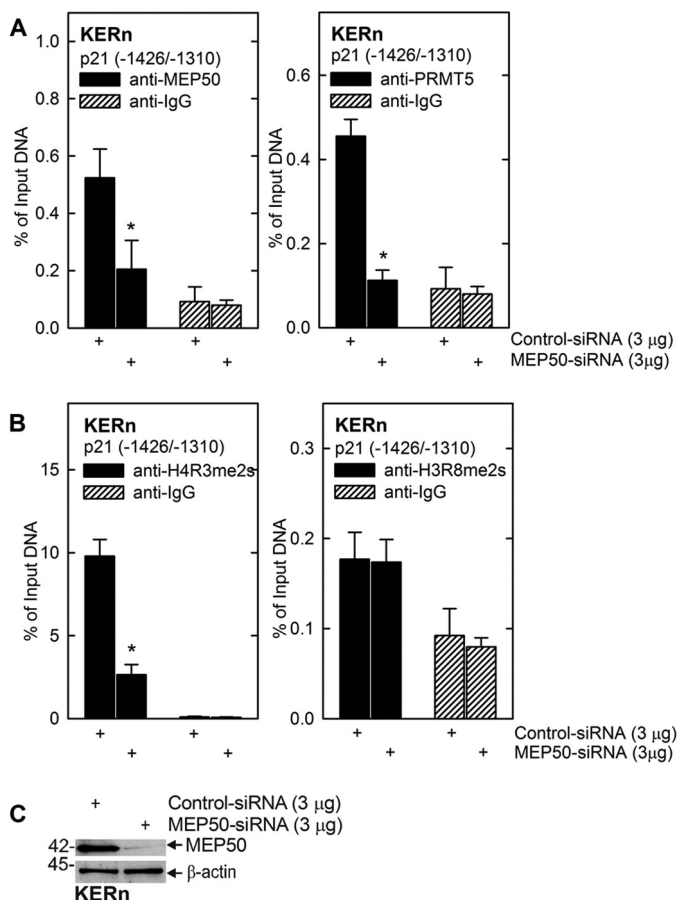 A
KERn
p21 (-1426/-1310)
anti-MEP50
anti-IgG
% of Input DNA
1.0
0.8
0.6
0.4
0.2
0.0
*
+
+
+
+
KERn
p21 (-1426/-1310)
anti-PRMT5
anti-IgG
% of Input DNA
0.6
0.4
0.2
0.0
*
+
+
Control-siRNA (3 μg)
+
+
MEP50-siRNA (3μg)
B
KERn
p21 (-1426/-1310)
anti-H4R3me2s
anti-IgG
% of Input DNA
15
10
5
0
*
+
+
+
+
KERn
p21 (-1426/-1310)
anti-H3R8me2s
anti-IgG
% of Input DNA
0.3
0.2
0.1
0.0
+
+
Control-siRNA (3 μg)
+
+
MEP50-siRNA (3μg)
C
+ Control-siRNA (3 μg)
+ MEP50-siRNA (3 μg)
42- MEP50
45- β-actin
KERn